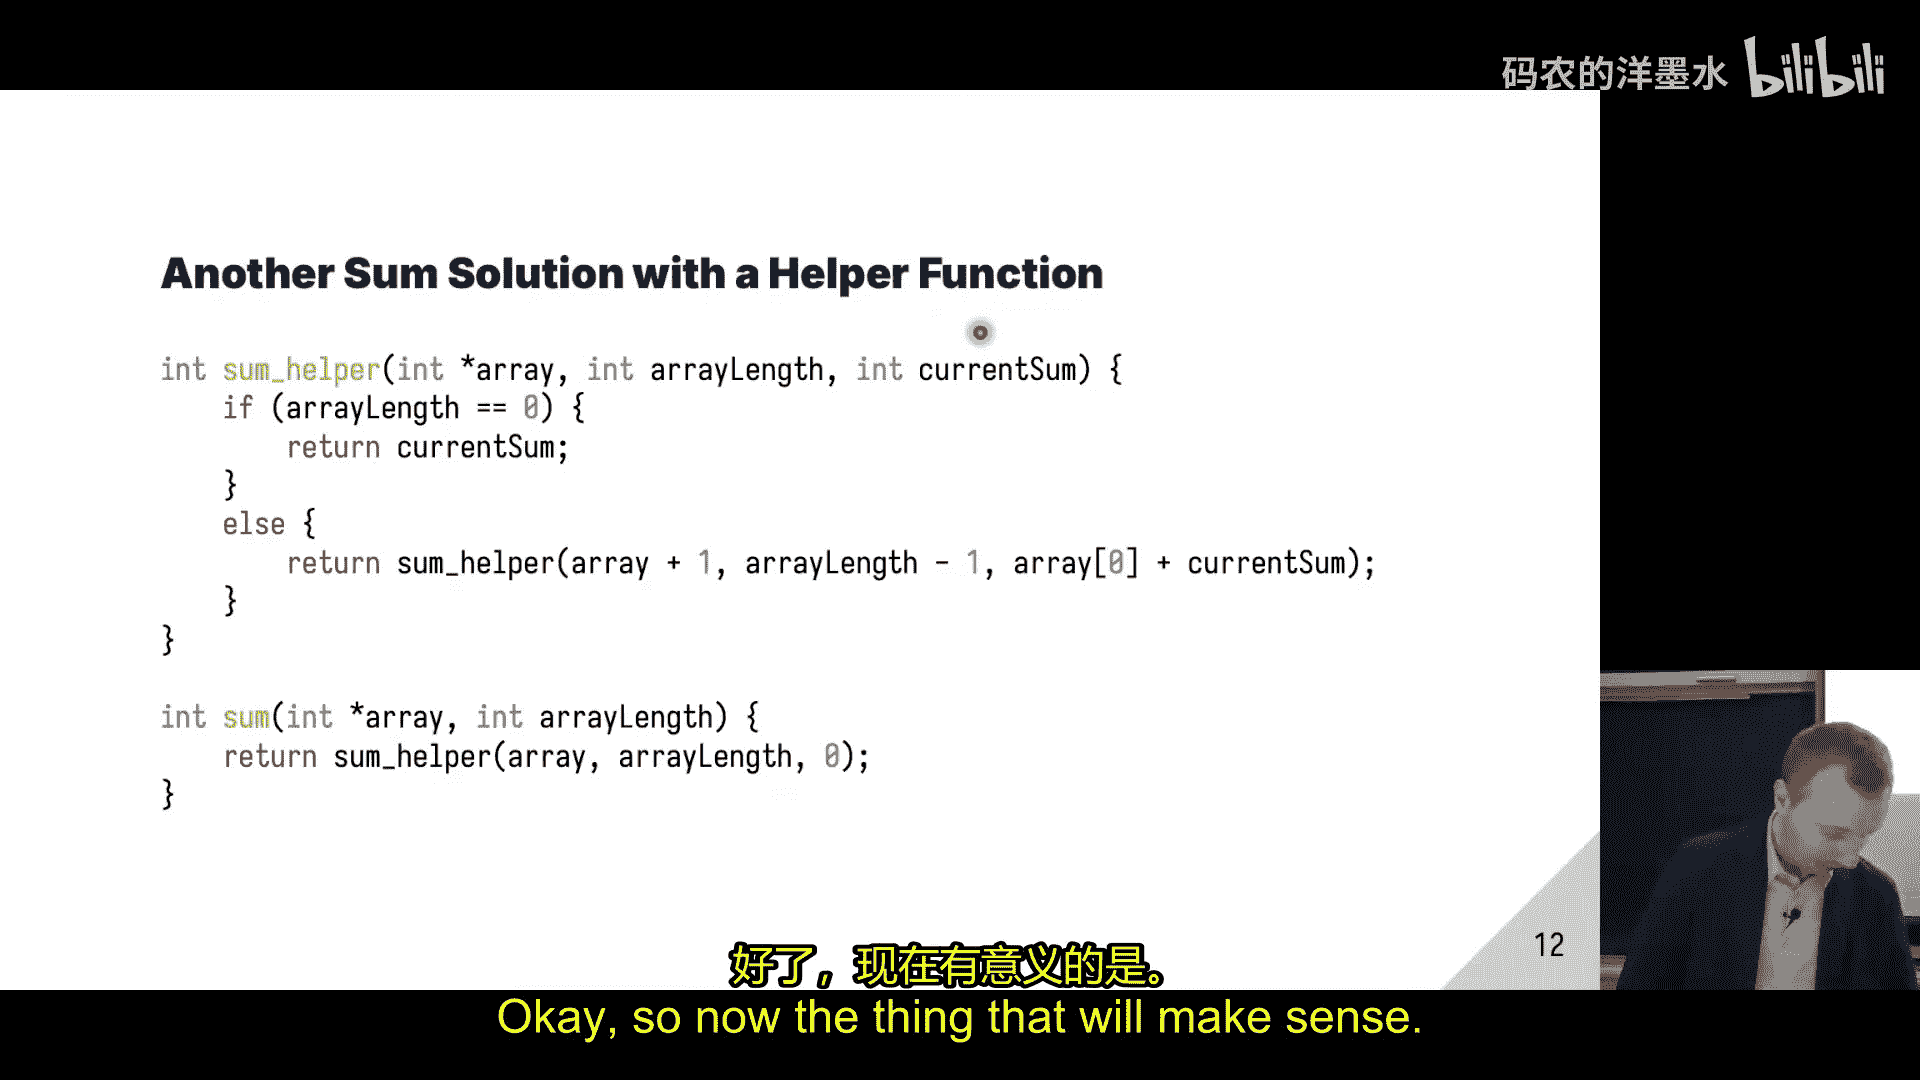 码农的洋墨水 bilibili
Another Sum Solution with a Helper Function
int sum_helper(int *array, int arrayLength, int currentSum) {
    if (arrayLength == 0) {
        return currentSum;
    }
    else {
        return sum_helper(array + 1, arrayLength - 1, array[0] + currentSum);
    }
}
int sum(int *array, int arrayLength) {
    return sum_helper(array, arrayLength, 0);
}
12
好了，现在有意义的是。
Okay, so now the thing that will make sense.